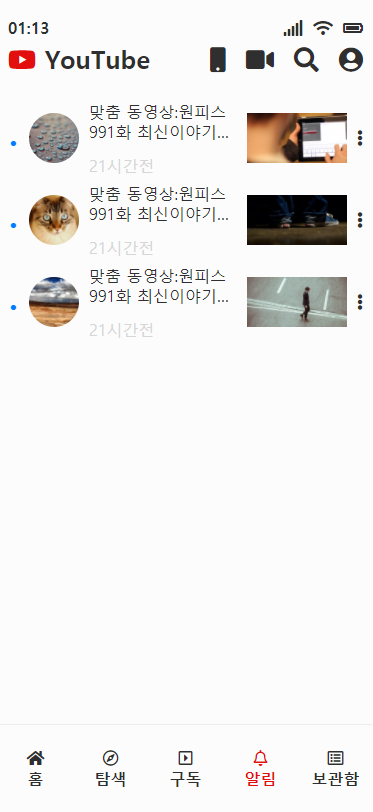 01:13
YouTube
맞춤 동영상:원피스
991화 최신이야기...
21시간전
맞춤 동영상:원피스
991화 최신이야기...
21시간전
맞춤 동영상:원피스
991화 최신이야기...
21시간전
홈 탐색 구독 알림 보관함